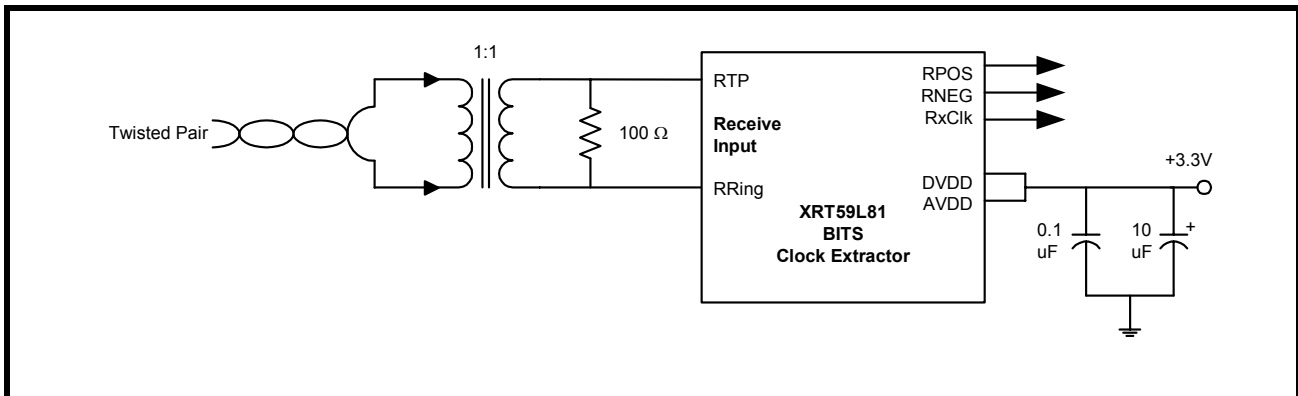 1:1
Twisted Pair
100 Ω
RTP
Receive
Input
RRing
XRT59L81
BITS
Clock Extractor
RPOS
RNEG
RxClk
DVDD
AVDD
+3.3V
0.1
uF
10
uF
+